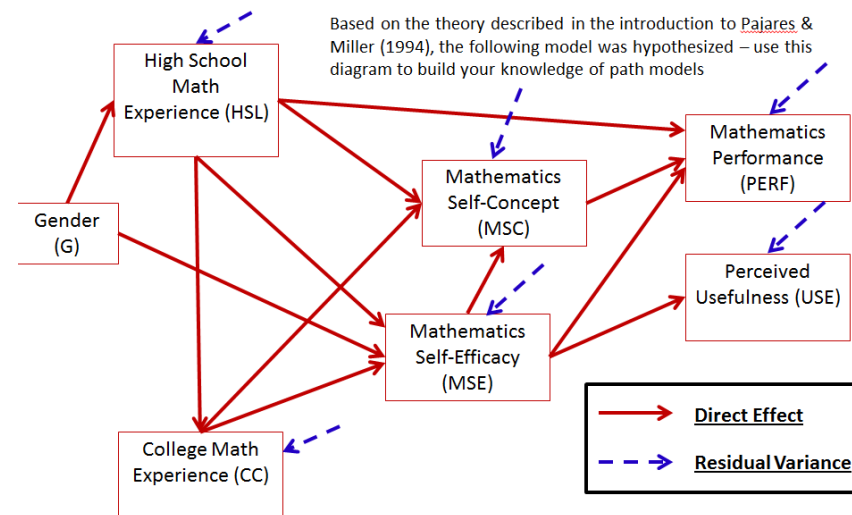 Based on the theory described in the introduction to Pajares &
Miller (1994), the following model was hypothesized – use this
diagram to build your knowledge of path models
High School
Math
Experience (HSL)
Mathematics
Performance
(PERF)
Mathematics
Self-Concept
(MSC)
Gender
(G)
Perceived
Usefulness (USE)
Mathematics
Self-Efficacy
(MSE)
College Math
Experience (CC)
Direct Effect
Residual Variance